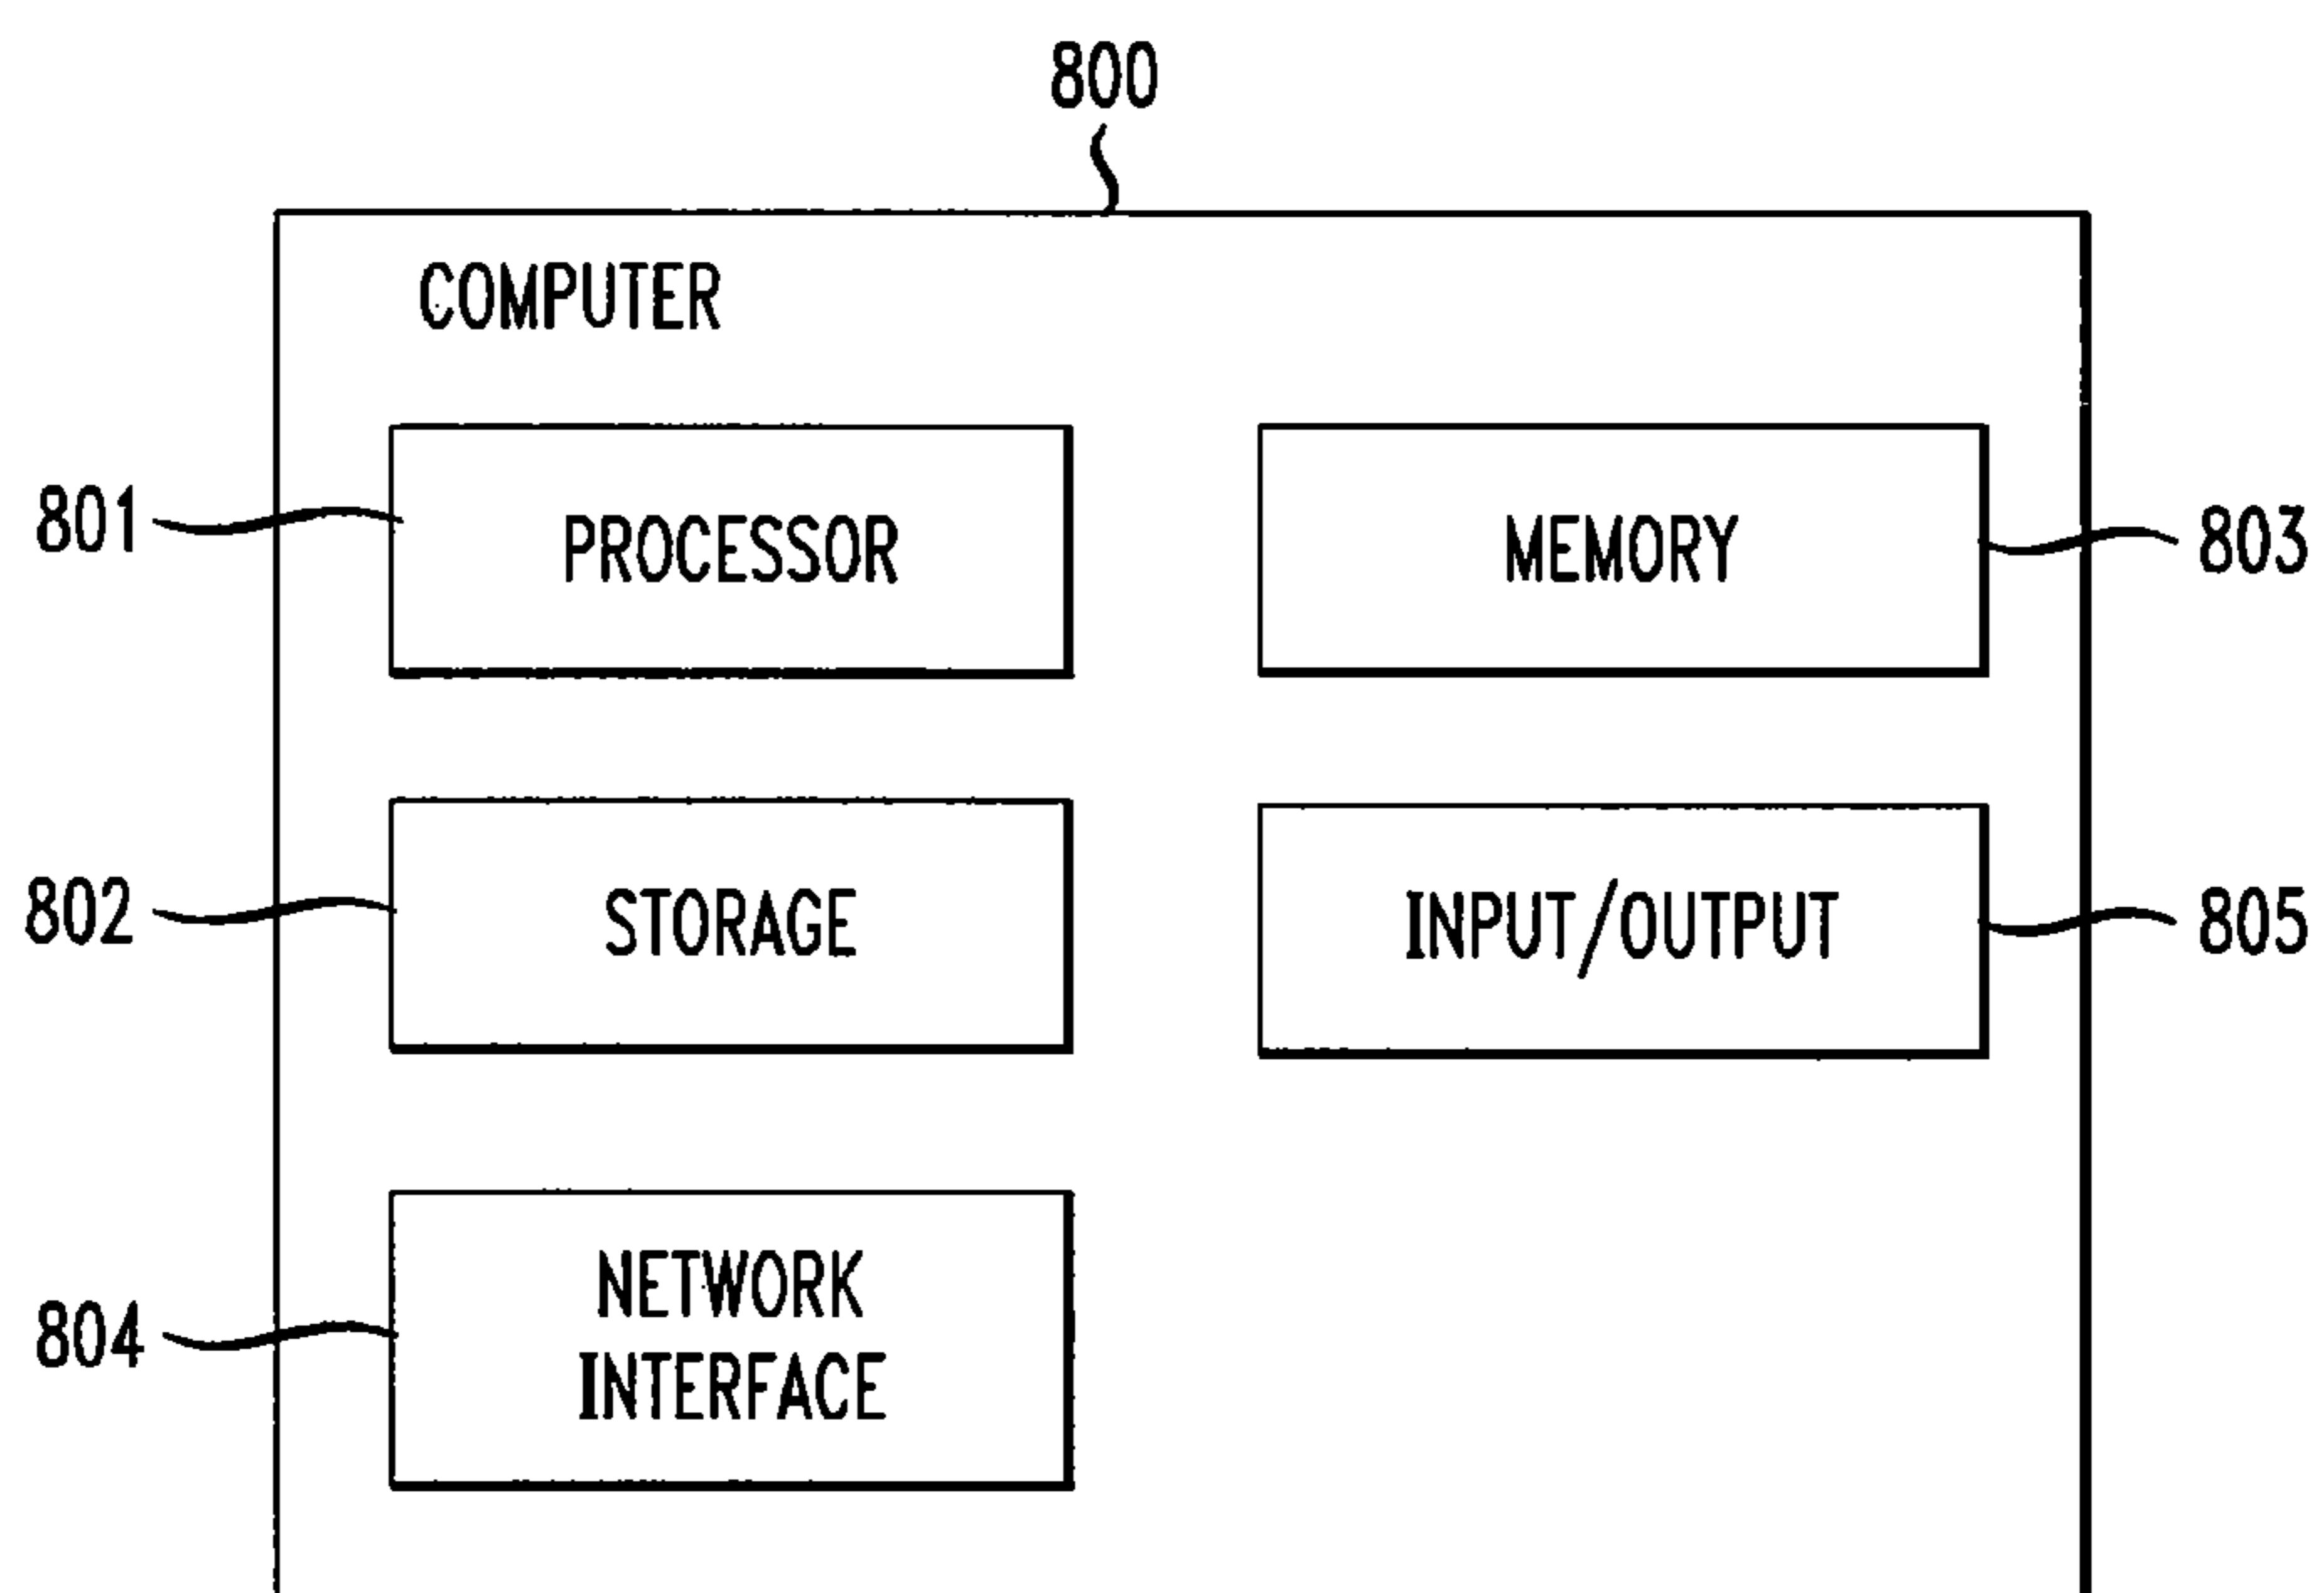 800
COMPUTER
801
PROCESSOR
MEMORY
803
802
STORAGE
INPUT/OUTPUT
805
804
NETWORK
INTERFACE